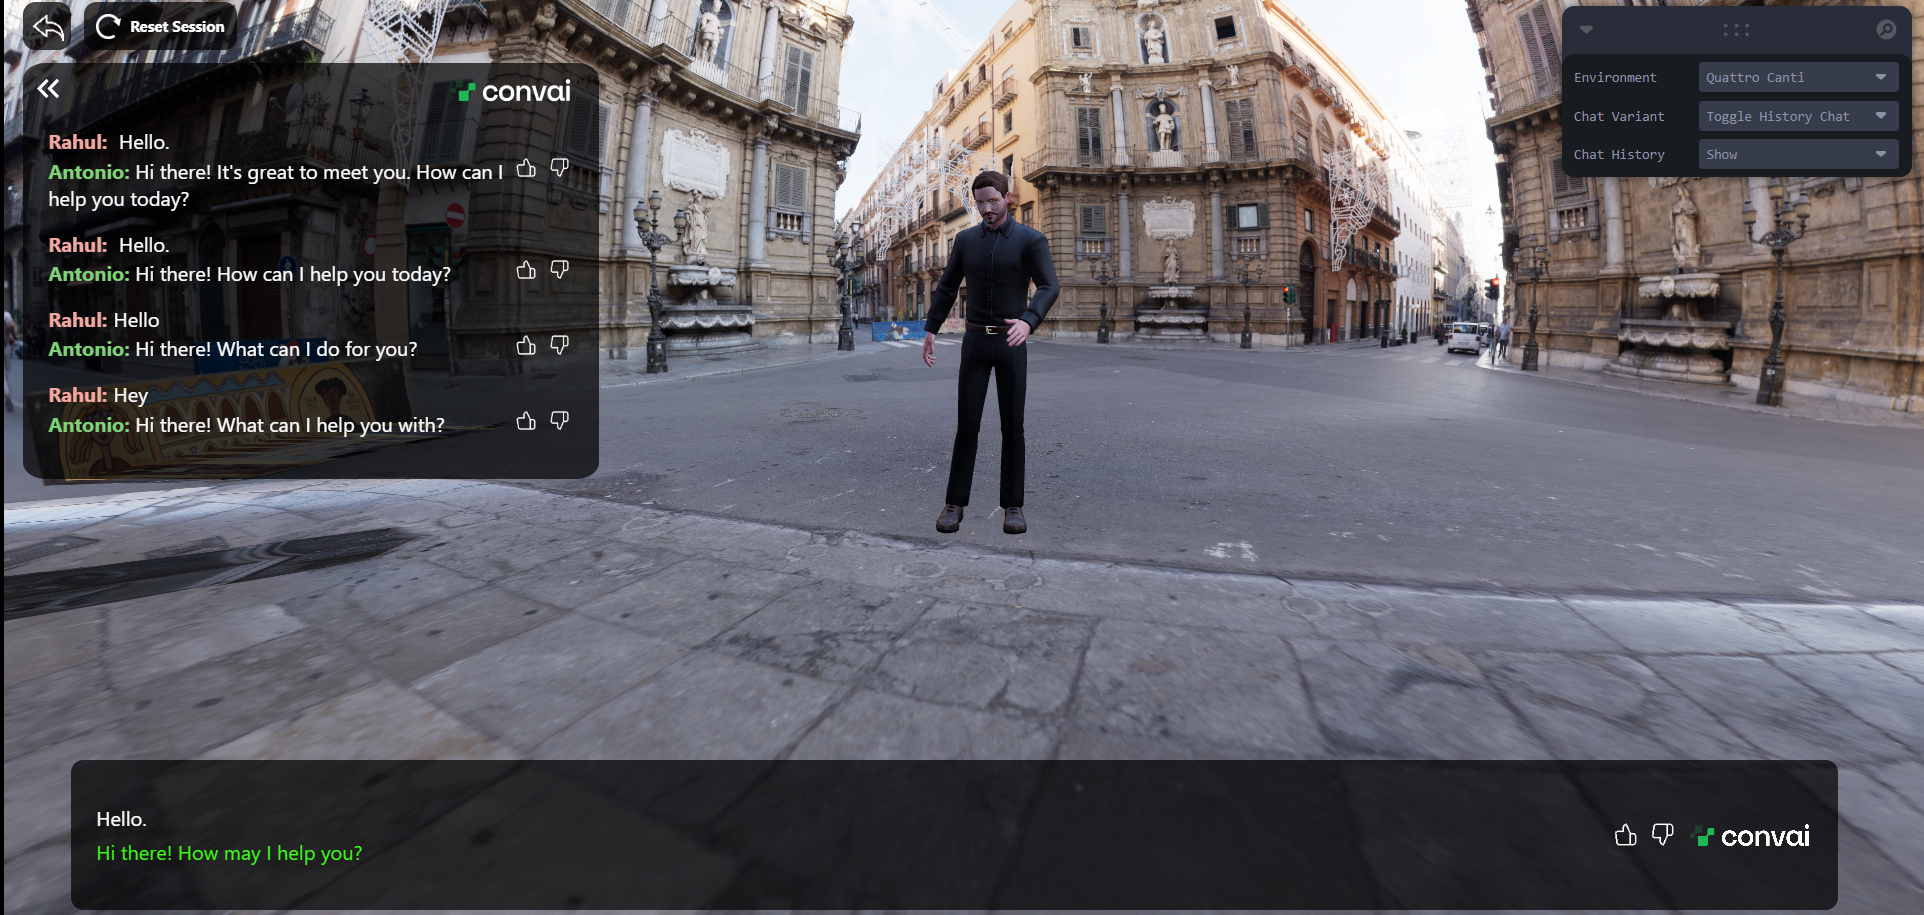 Reset Session
convai
Rahul: Hello.
Antonio: Hi there! It's great to meet you. How can I
help you today?
Rahul: Hello.
Antonio: Hi there! How can I help you today?
Rahul: Hello
Antonio: Hi there! What can I do for you?
Rahul: Hey
Antonio: Hi there! What can I help you with?
Environment Quattro Canti
Chat Variant Toggle History Chat
Chat History Show
Hello.
Hi there! How may I help you?
convai